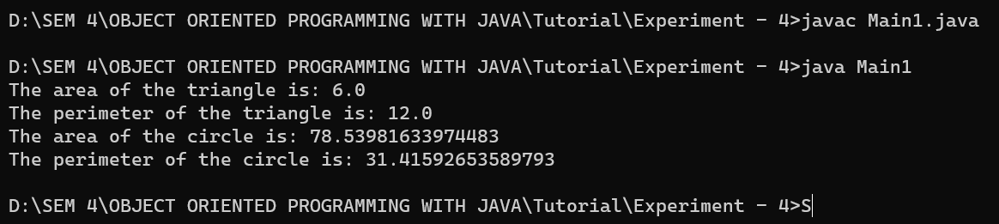 D:\SEM 4\OBJECT ORIENTED PROGRAMMING WITH JAVA\Tutorial\Experiment - 4>javac Main1.java
D:\SEM 4\OBJECT ORIENTED PROGRAMMING WITH JAVA\Tutorial\Experiment - 4>java Main1
The area of the triangle is: 6.0
The perimeter of the triangle is: 12.0
The area of the circle is: 78.53981633974483
The perimeter of the circle is: 31.41592653589793
D:\SEM 4\OBJECT ORIENTED PROGRAMMING WITH JAVA\Tutorial\Experiment - 4>S